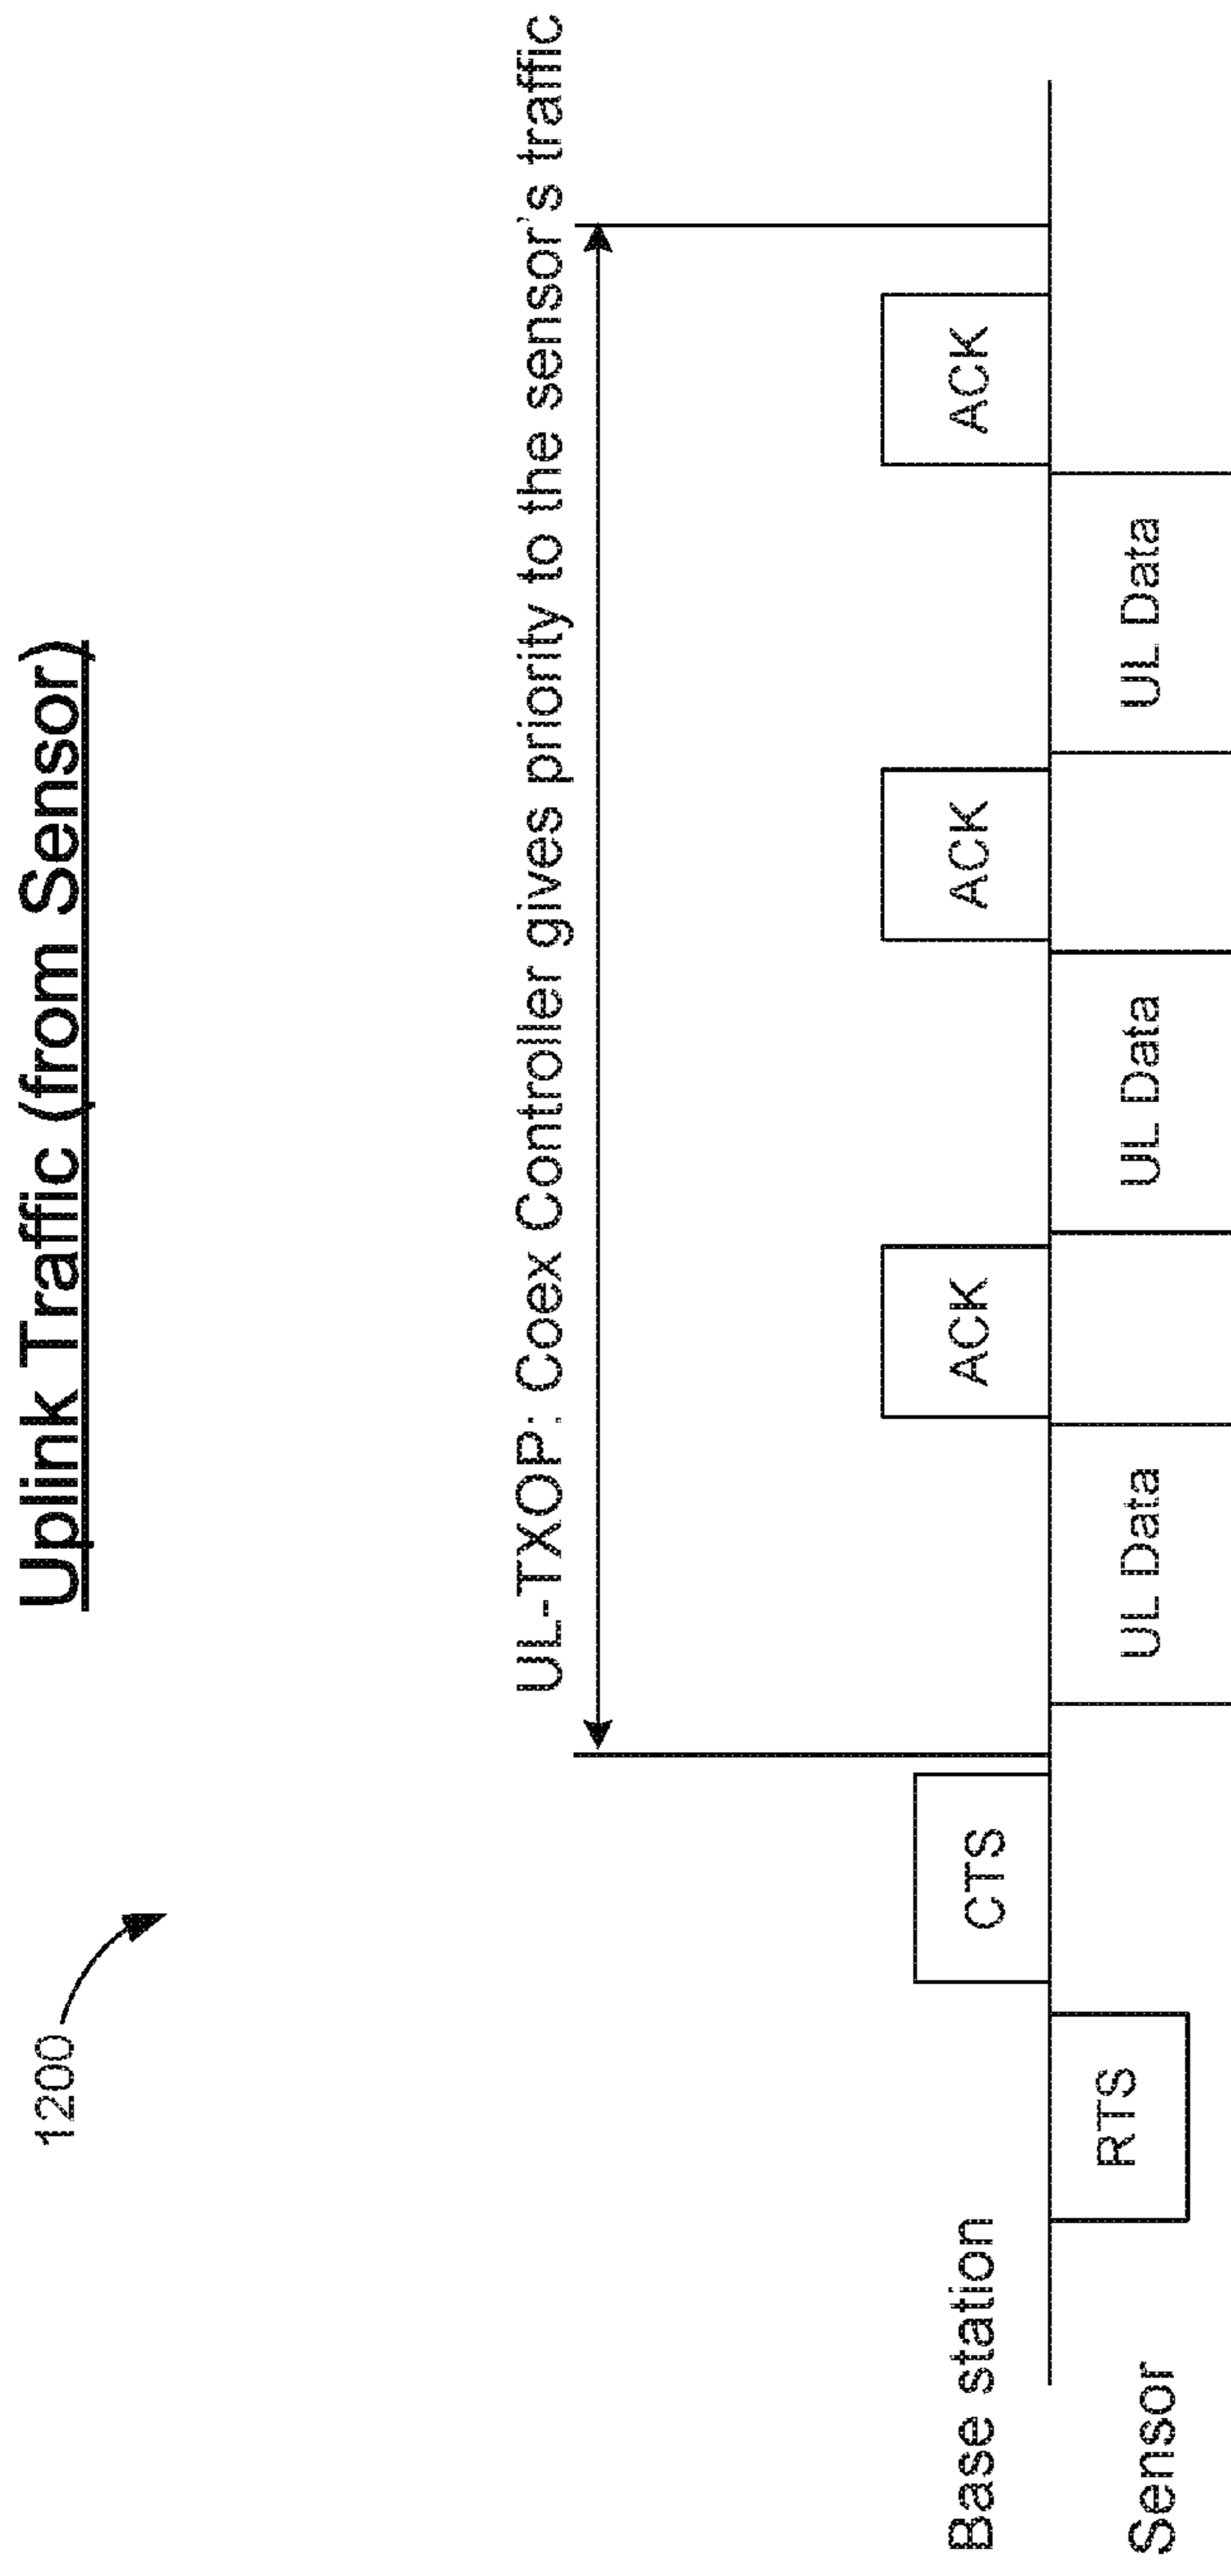 Uplink Traffic (from Sensor)
1200
UL-TXOP: Coex Controller gives priority to the sensor's traffic
Base station
CTS
ACK
ACK
ACK
Sensor
RTS
UL Data
UL Data
UL Data